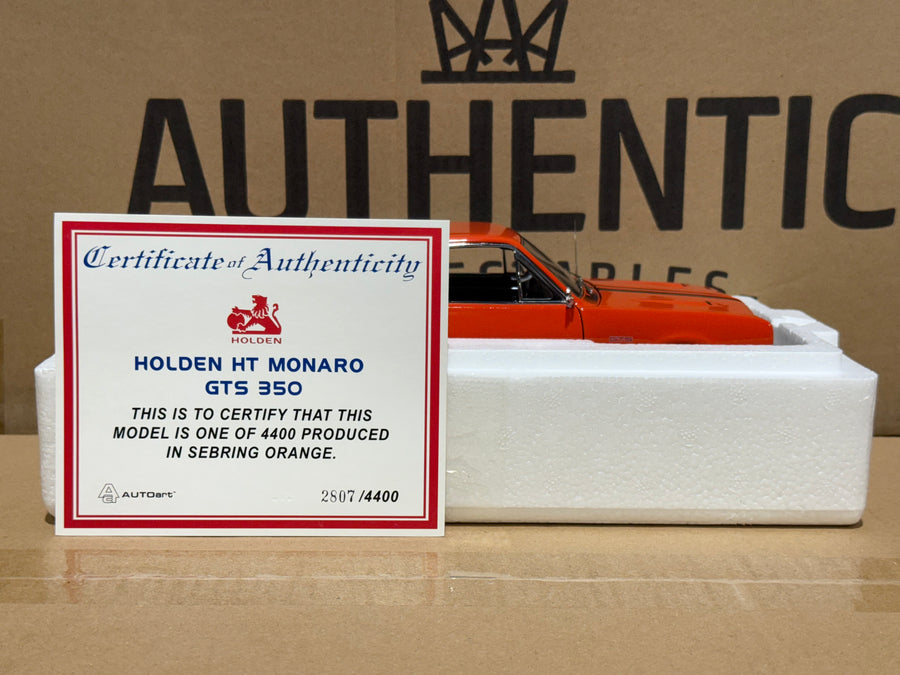 AUTHENTIC
Certificate of Authenticity
HOLDEN
HOLDEN HT MONARO
GTS 350
THIS IS TO CERTIFY THAT THIS
MODEL IS ONE OF 4400 PRODUCED
IN SEBRING ORANGE.
AUTOart
2807 /4400